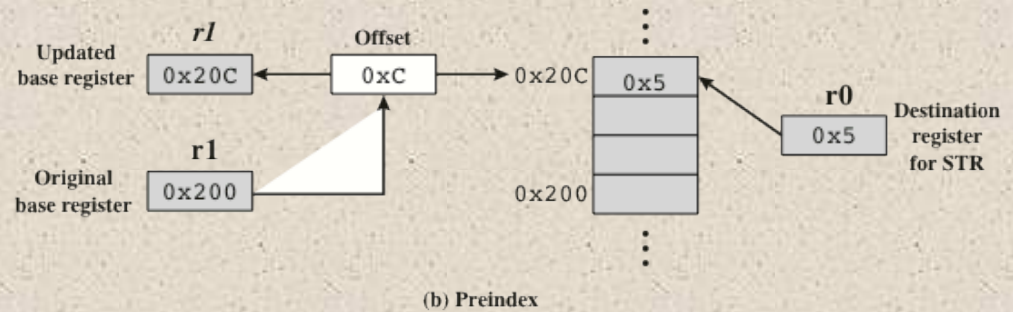 r1
Offset
Updated
base register
0x20C
0xC
0x20C
0x5
r0
Destination
register
for STR
0x5
r1
Original
base register
0x200
0x200
(b) Preindex